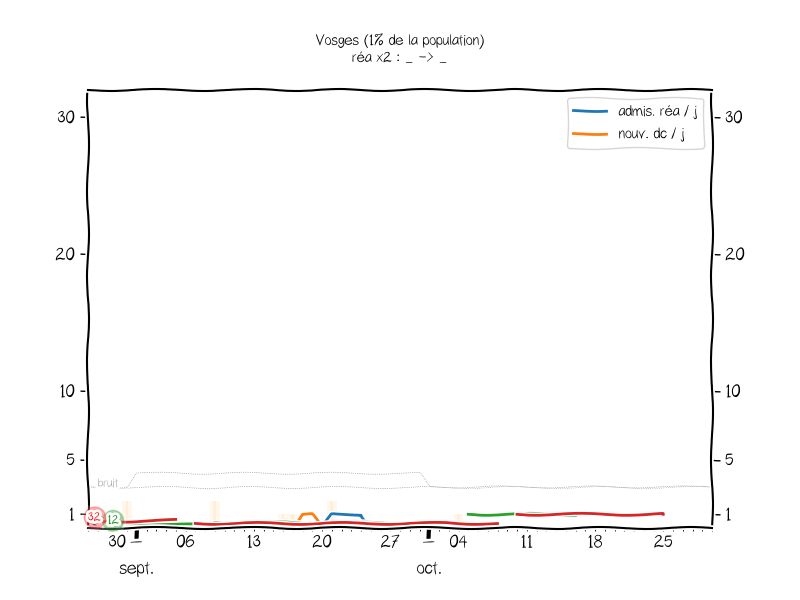 Vosges (1% de la population)
réa x2 : _ -> _
admis. réa / j
nouv. dc / j
30 30
20 20
10 10
5 5
bruit
1 32 12 1
30 06 13 20 27 04 11 18 25
sept. oct.